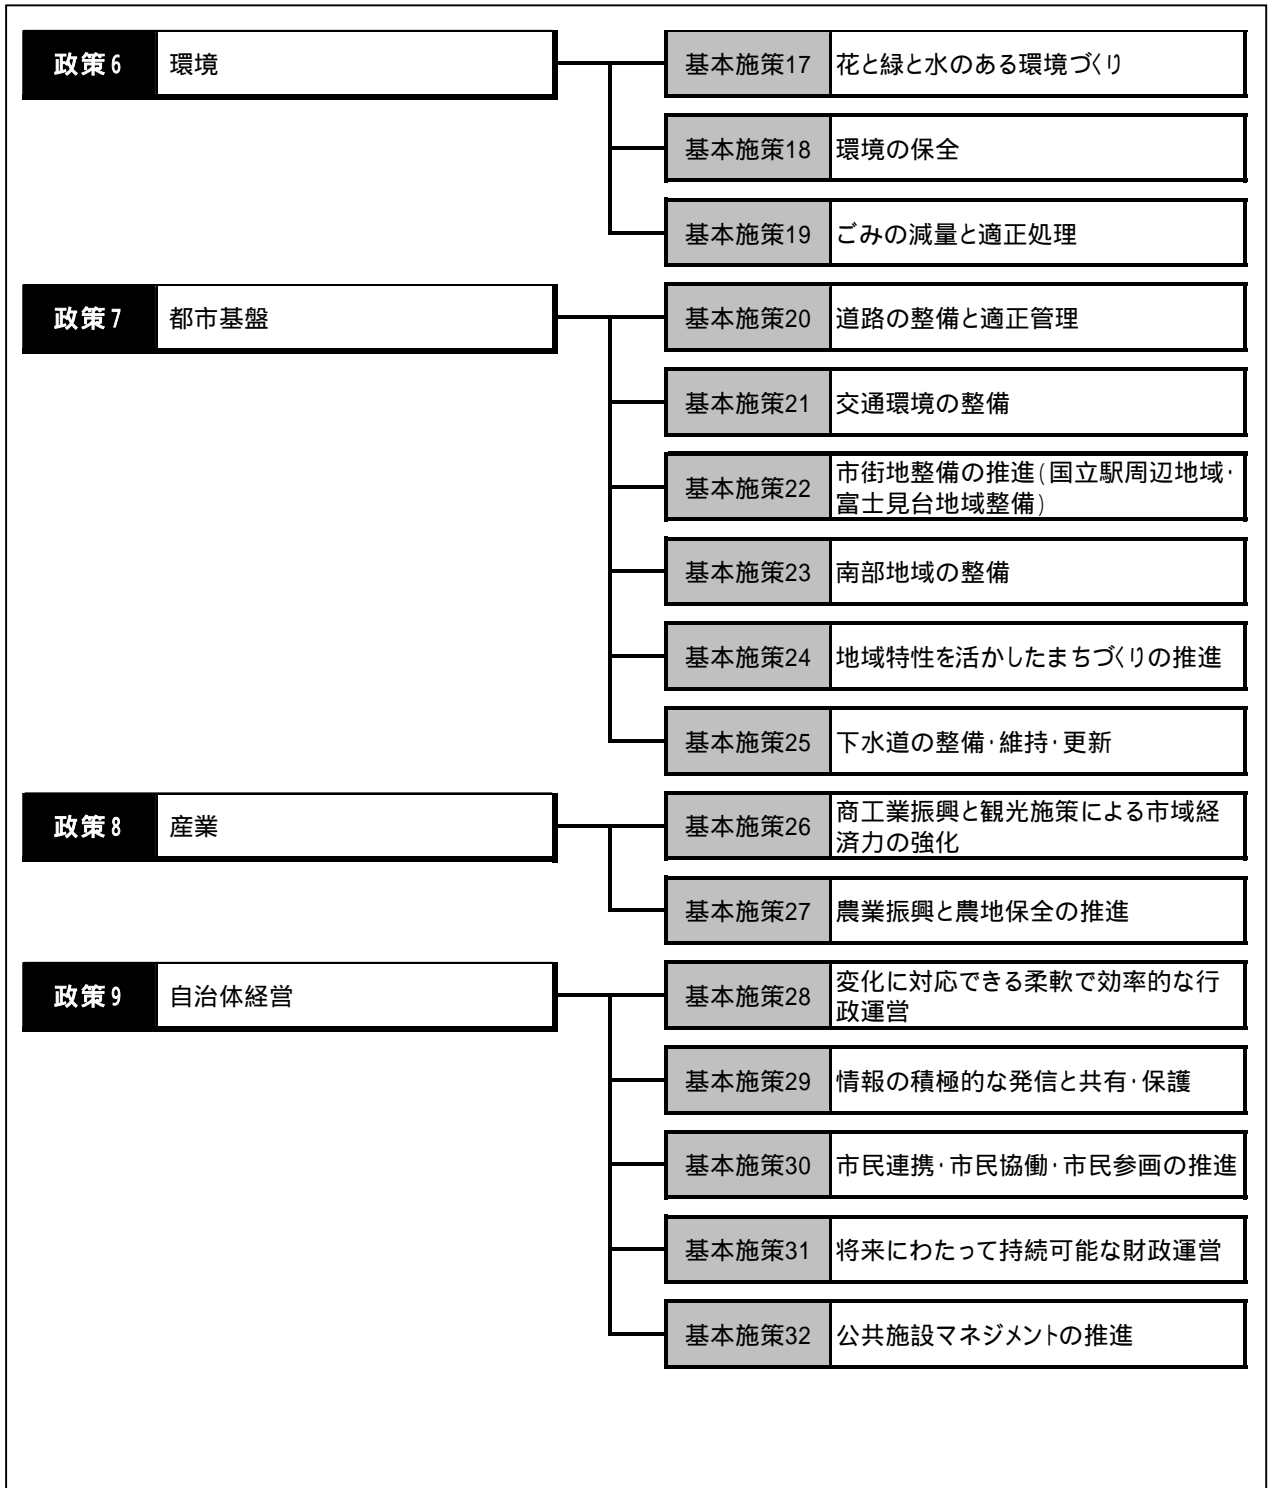 政策6 環境 基本施策17 花と緑と水のある環境づくり
基本施策18 環境の保全
基本施策19 ごみの減量と適正処理
政策7 都市基盤 基本施策20 道路の整備と適正管理
基本施策21 交通環境の整備
基本施策22 市街地整備の推進(国立駅周辺地域・
富士見台地域整備)
基本施策23 南部地域の整備
基本施策24 地域特性を活かしたまちづくりの推進
基本施策25 下水道の整備・維持・更新
政策8 産業 基本施策26 商工業振興と観光施策による市域経
済力の強化
基本施策27 農業振興と農地保全の推進
政策9 自治体経営 基本施策28 変化に対応できる柔軟で効率的な行
政運営
基本施策29 情報の積極的な発信と共有・保護
基本施策30 市民連携・市民協働・市民参画の推進
基本施策31 将来にわたって持続可能な財政運営
基本施策32 公共施設マネジメントの推進